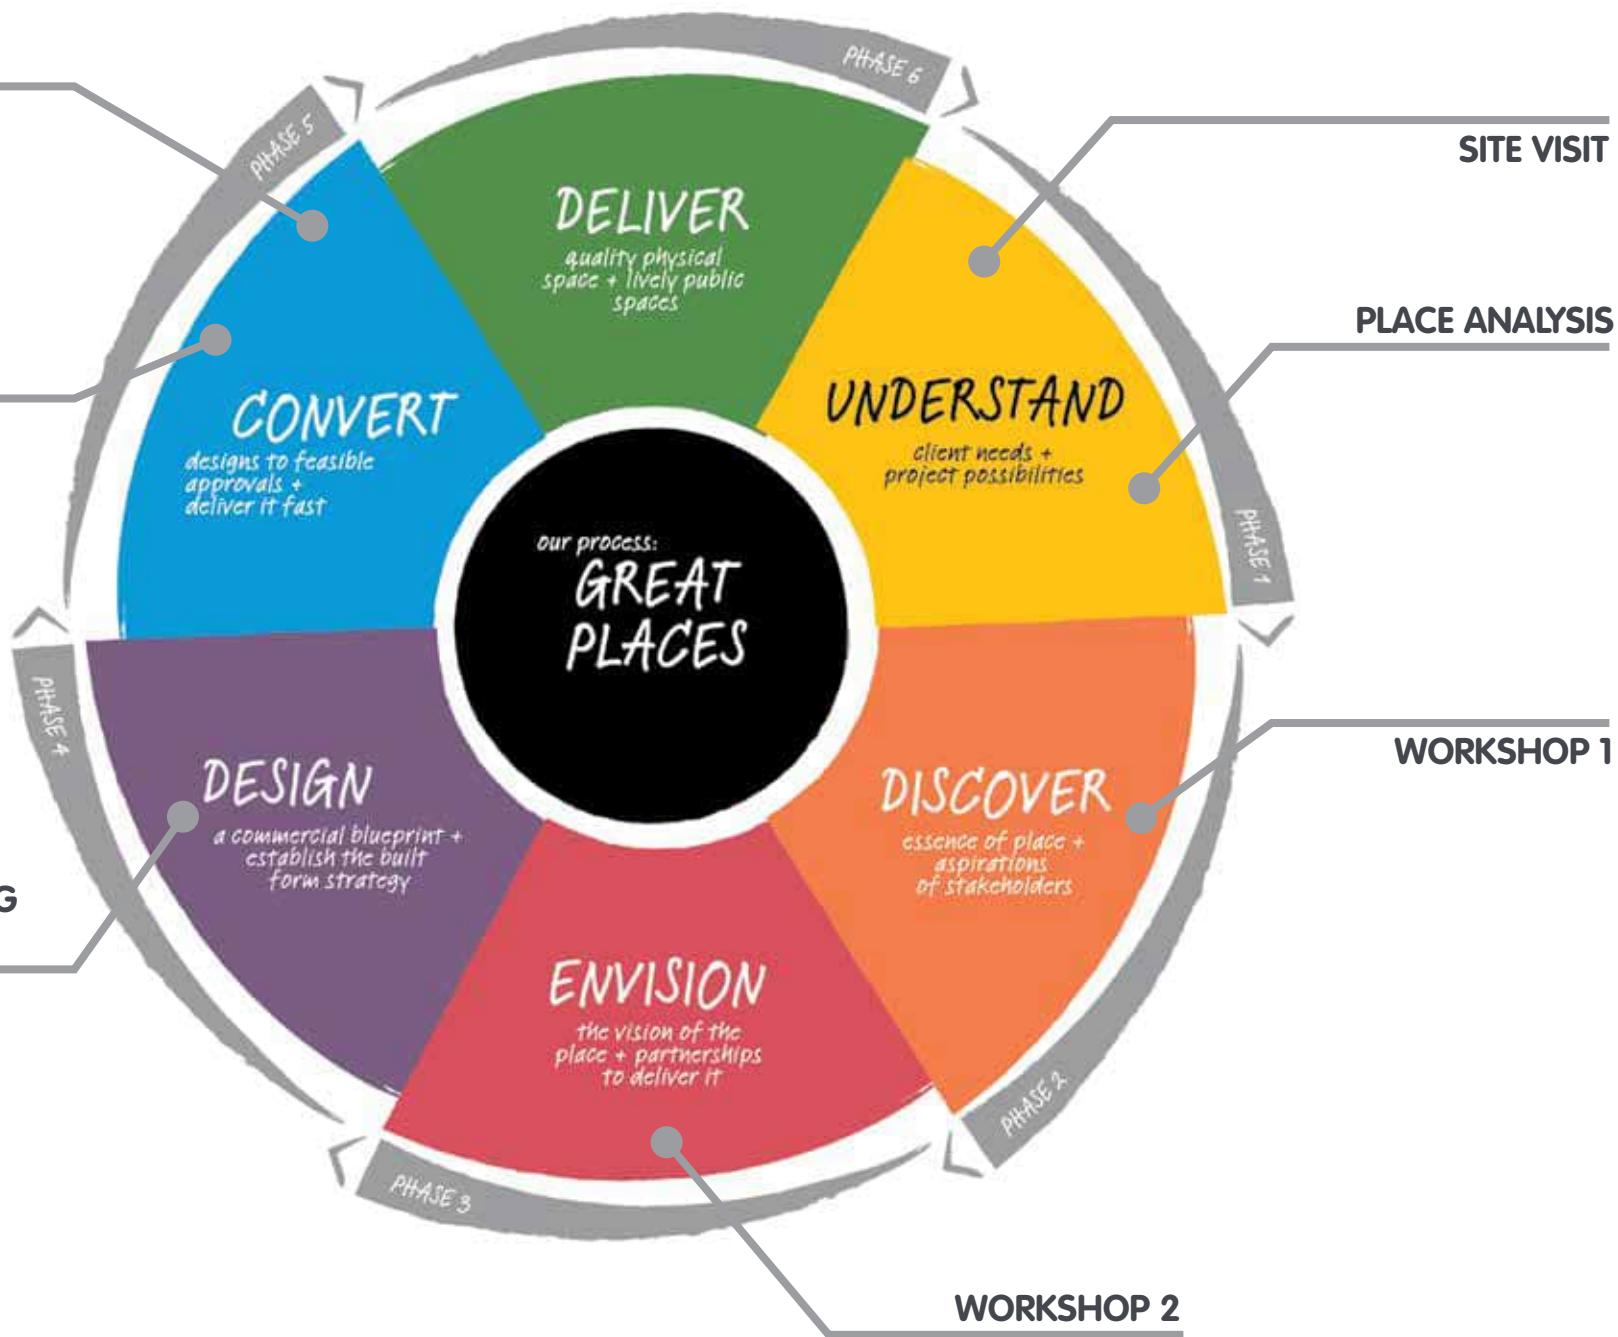 PHASE 6
PHASE 5
SITE VISIT
DELIVER
quality physical
space + lively public
spaces
PLACE ANALYSIS
UNDERSTAND
client needs +
project possibilities
CONVERT
designs to feasible
approvals +
deliver it fast
PHASE 1
our process:
GREAT
PLACES
PHASE 4
WORKSHOP 1
DESIGN
a commercial blueprint +
establish the built
form strategy
DISCOVER
essence of place +
aspirations
of stakeholders
G
ENVISION
the vision of the
place + partnerships
to deliver it
PHASE 2
PHASE 3
WORKSHOP 2